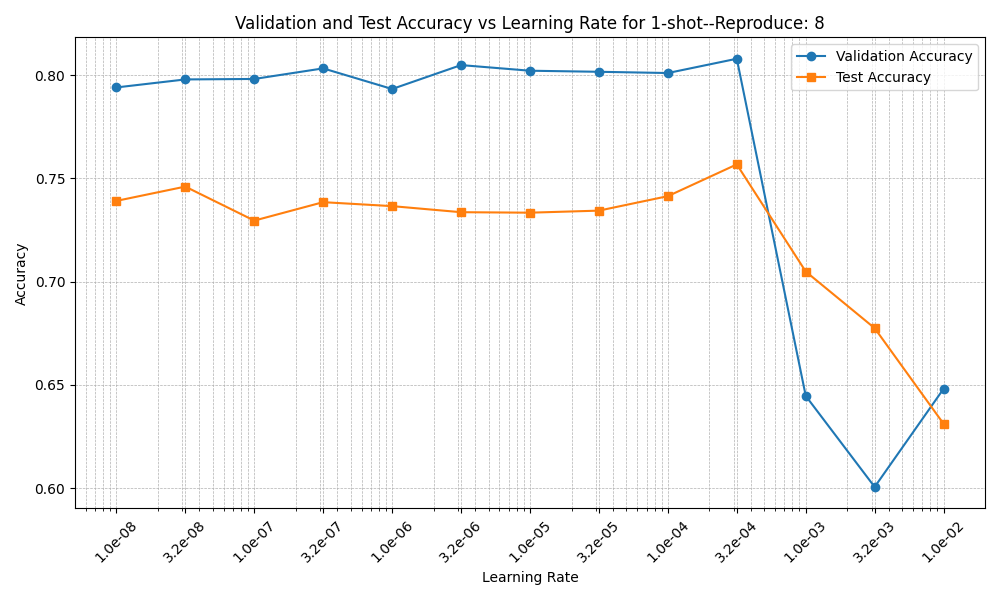 Validation and Test Accuracy vs Learning Rate for 1-shot--Reproduce: 8
Validation Accuracy
Test Accuracy
Accuracy
0.80
0.75
0.70
0.65
0.60
1.0e-08
3.2e-08
1.0e-07
3.2e-07
1.0e-06
3.2e-06
1.0e-05
3.2e-05
1.0e-04
3.2e-04
1.0e-03
3.2e-03
1.0e-02
Learning Rate